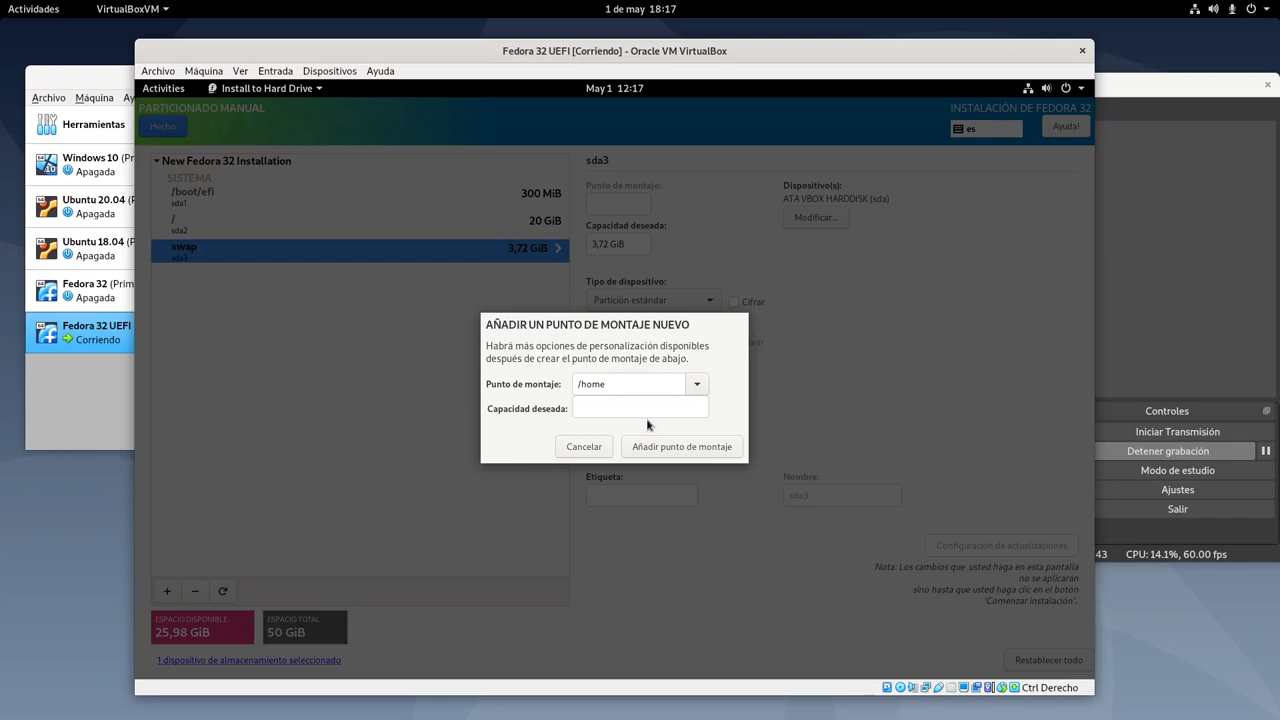 Actividades
VirtualBoxVM
1 de may 18:17
Fedora 32 UEFI [Corriendo] - Oracle VM VirtualBox
Archivo Máquina Ver Entrada Dispositivos Ayuda
Activities
Install to Hard Drive
May 1 12:17
PARTICIONADO MANUAL
Hecho
INSTALACIÓN DE FEDORA 32
es
Ayuda!
New Fedora 32 Installation
SISTEMA
/boot/efi
sda1
300 MiB
/
sda2
20 GiB
swap
sda3
3,72 GiB
sda3
Punto de montaje:
Capacidad deseada:
3,72 GiB
Dispositivo(s):
ATA VBOX HARDDISK (sda)
Modificar...
Tipo de dispositivo:
Partición estándar
Cifrar
AÑADIR UN PUNTO DE MONTAJE NUEVO
Habrá más opciones de personalización disponibles
después de crear el punto de montaje de abajo.
Punto de montaje:
/home
Capacidad deseada:
Cancelar
Añadir punto de montaje
Etiqueta:
Nombre:
sda3
Configuración de actualizaciones
Nota: Los cambios que usted haga en esta pantalla
no se aplicarán
sino hasta que usted haga clic en el botón
'Comenzar instalación'.
+
−
ESPACIO DISPONIBLE
25,98 GiB
ESPACIO TOTAL
50 GiB
1 dispositivo de almacenamiento seleccionado
Restablecer todo
Ctrl Derecho
Archivo Máquina Ay
Herramientas
Windows 10 (Pr
Apagada
Ubuntu 20.04 (P
Apagada
Ubuntu 18.04 (P
Apagada
Fedora 32 (Prim
Apagada
Fedora 32 UEFI
Corriendo
Controles
Iniciar Transmisión
Detener grabación
Modo de estudio
Ajustes
Salir
43 CPU: 14.1%, 60.00 fps